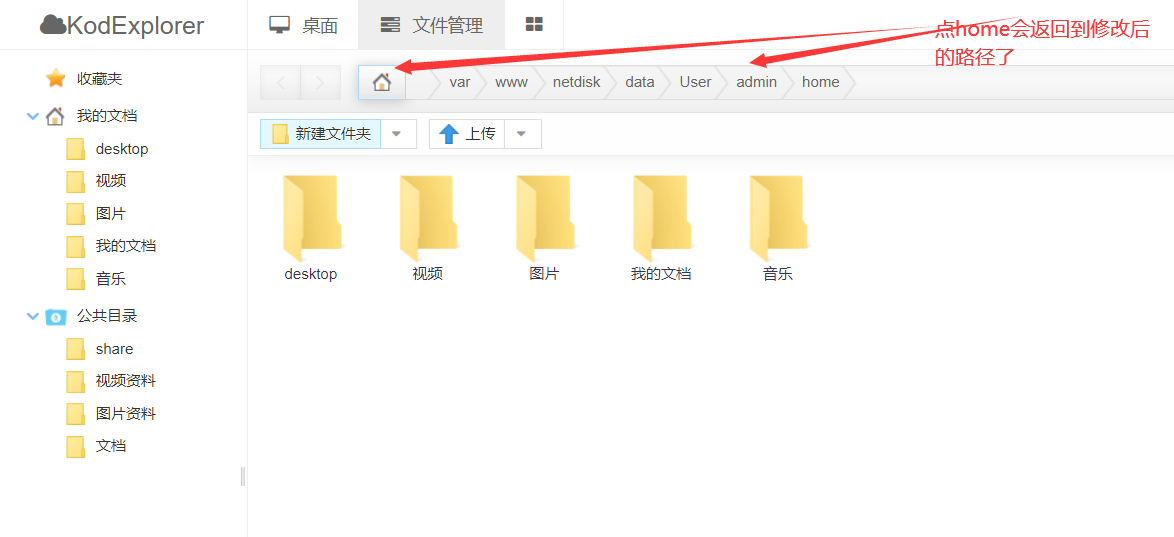 KodExplorer
桌面
文件管理
点home会返回到修改后
的路径了
var
www
netdisk
data
User
admin
home
收藏夹
我的文档
desktop
视频
图片
我的文档
音乐
公共目录
share
视频资料
图片资料
文档
新建文件夹
上传
desktop
视频
图片
我的文档
音乐